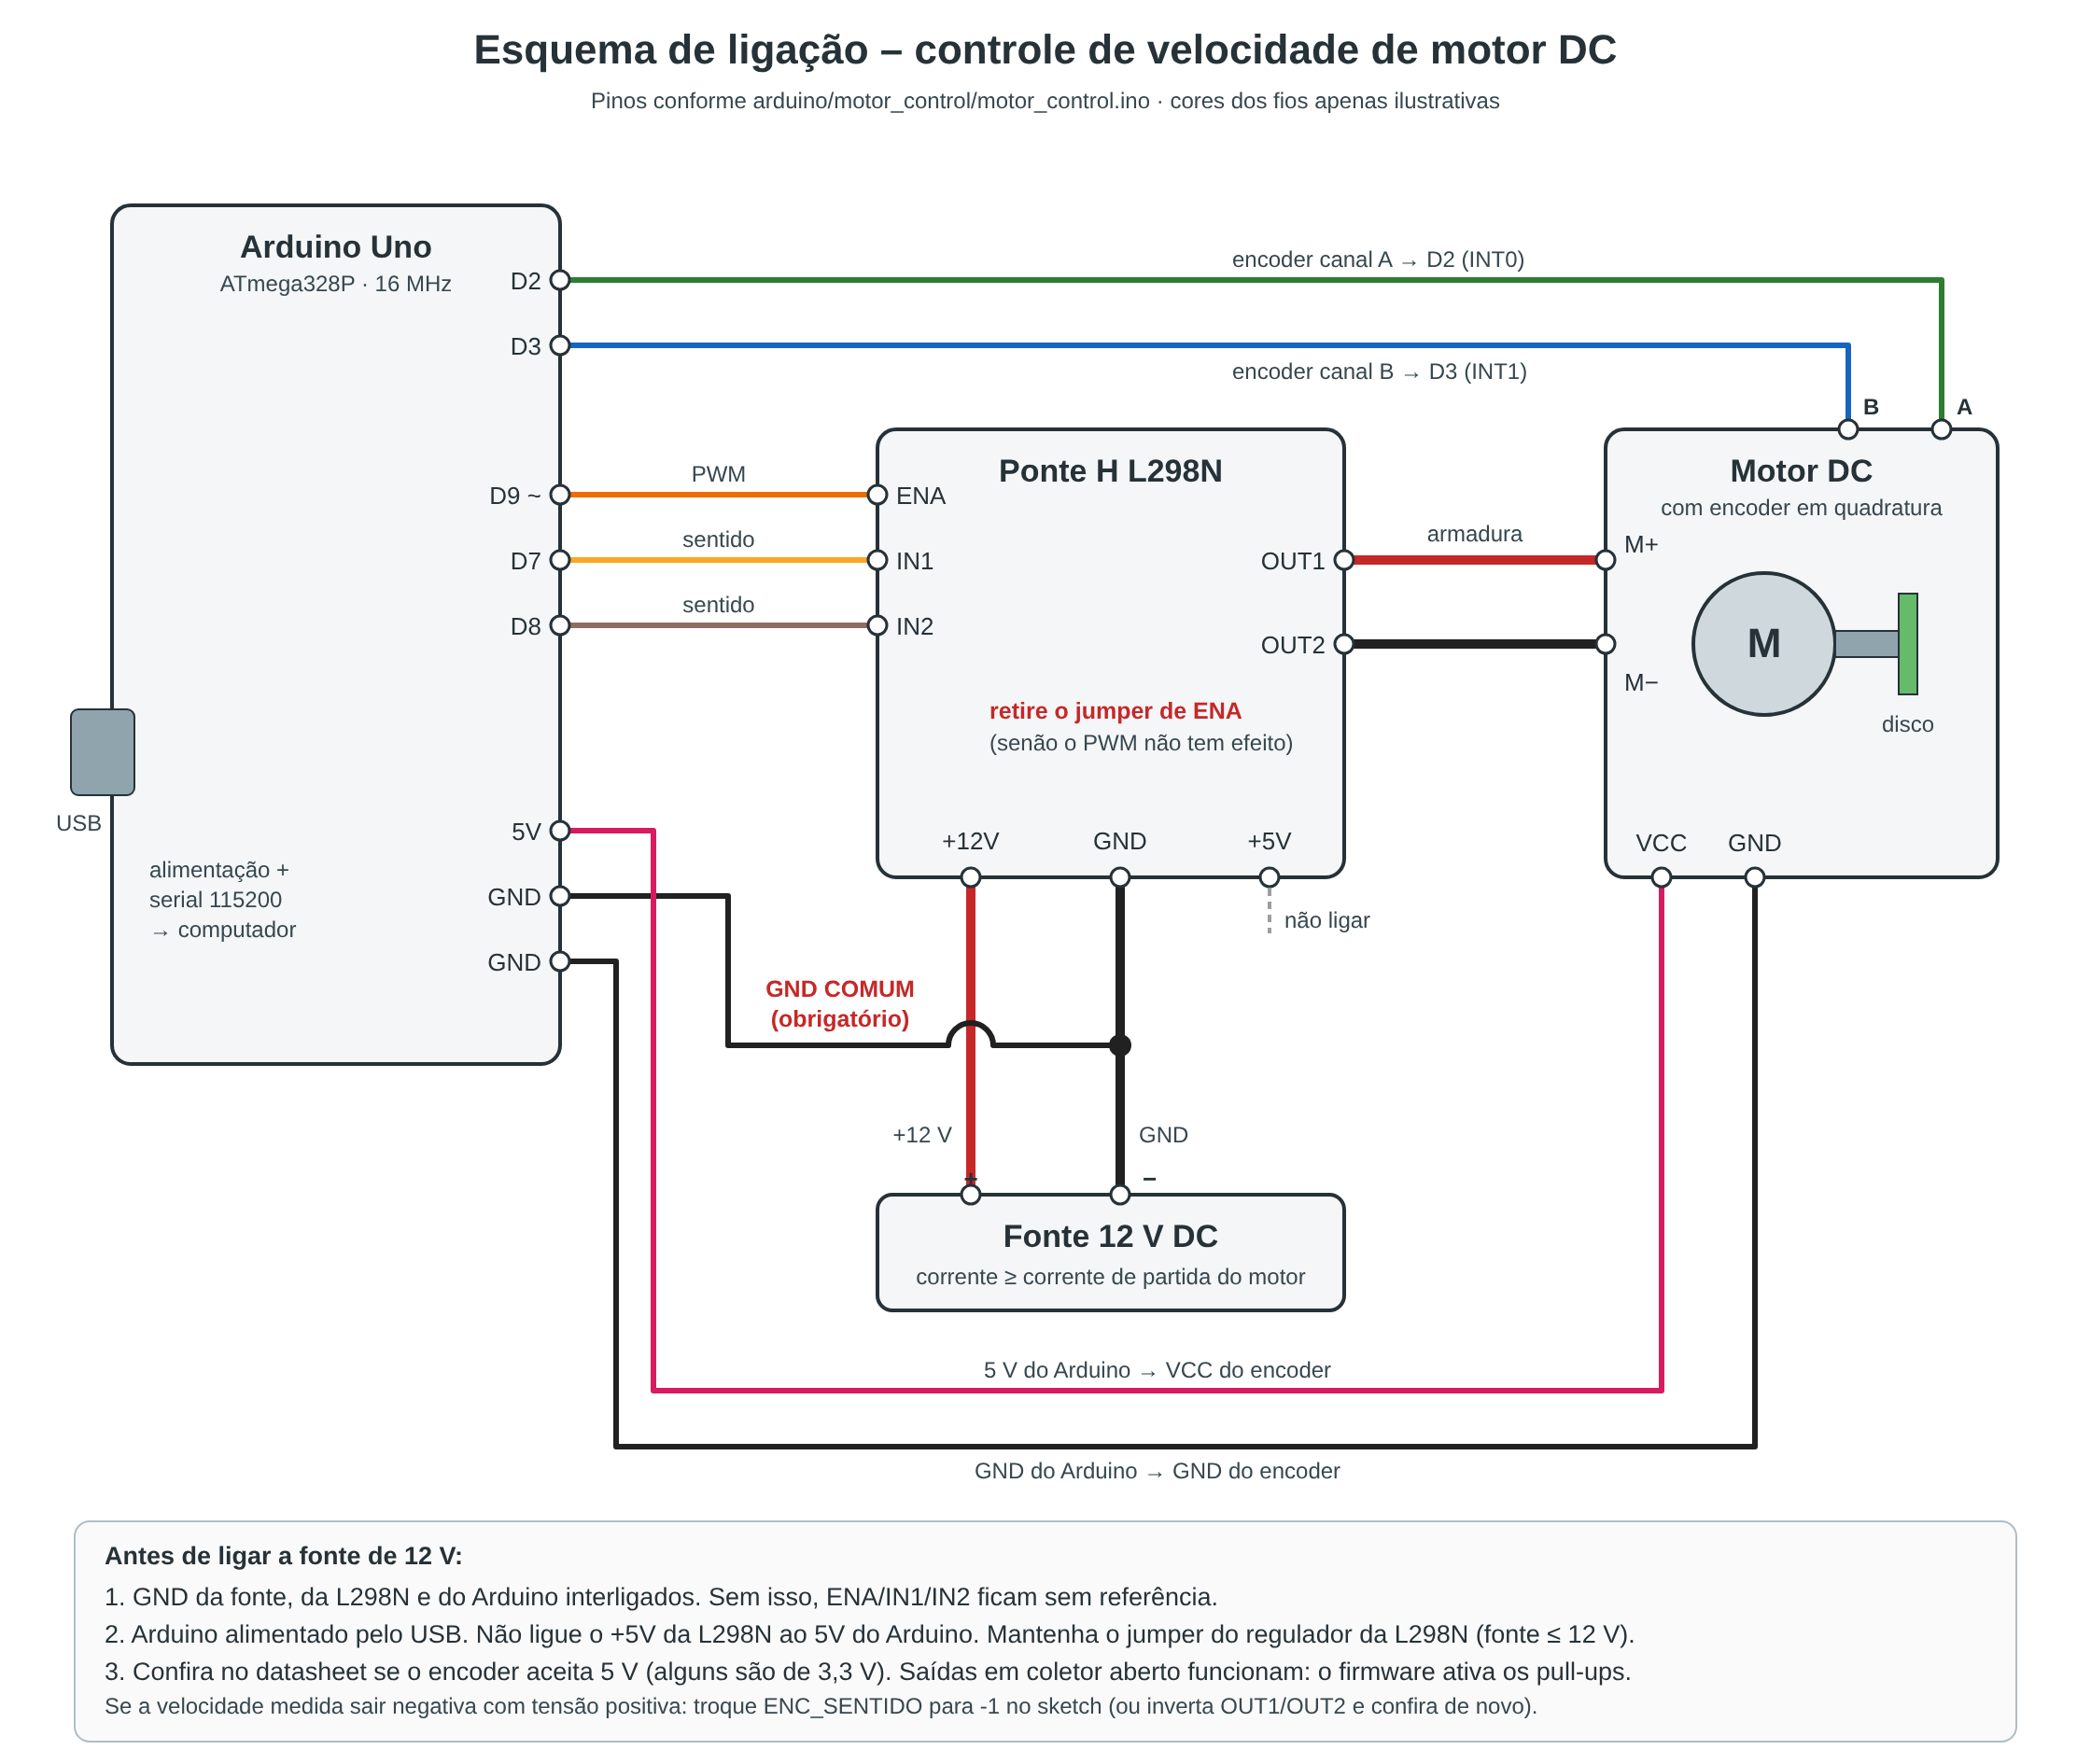 Esquema de ligação – controle de velocidade de motor DC
Pinos conforme arduino/motor_control/motor_control.ino · cores dos fios apenas ilustrativas
Arduino Uno
ATmega328P · 16 MHz
D2
encoder canal A → D2 (INT0)
D3
encoder canal B → D3 (INT1)
B
A
D9 ~
PWM
ENA
D7
sentido
IN1
D8
sentido
IN2
Ponte H L298N
OUT1
OUT2
armadura
retire o jumper de ENA
(senão o PWM não tem efeito)
+12V
GND
+5V
não ligar
Motor DC
com encoder em quadratura
M+
M
M−
disco
VCC
GND
USB
alimentação +
serial 115200
→ computador
5V
GND
GND
GND COMUM
(obrigatório)
+12 V
GND
+
−
Fonte 12 V DC
corrente ≥ corrente de partida do motor
5 V do Arduino → VCC do encoder
GND do Arduino → GND do encoder
Antes de ligar a fonte de 12 V:
1. GND da fonte, da L298N e do Arduino interligados. Sem isso, ENA/IN1/IN2 ficam sem referência.
2. Arduino alimentado pelo USB. Não ligue o +5V da L298N ao 5V do Arduino. Mantenha o jumper do regulador da L298N (fonte ≤ 12 V).
3. Confira no datasheet se o encoder aceita 5 V (alguns são de 3,3 V). Saídas em coletor aberto funcionam: o firmware ativa os pull-ups.
Se a velocidade medida sair negativa com tensão positiva: troque ENC_SENTIDO para -1 no sketch (ou inverta OUT1/OUT2 e confira de novo).